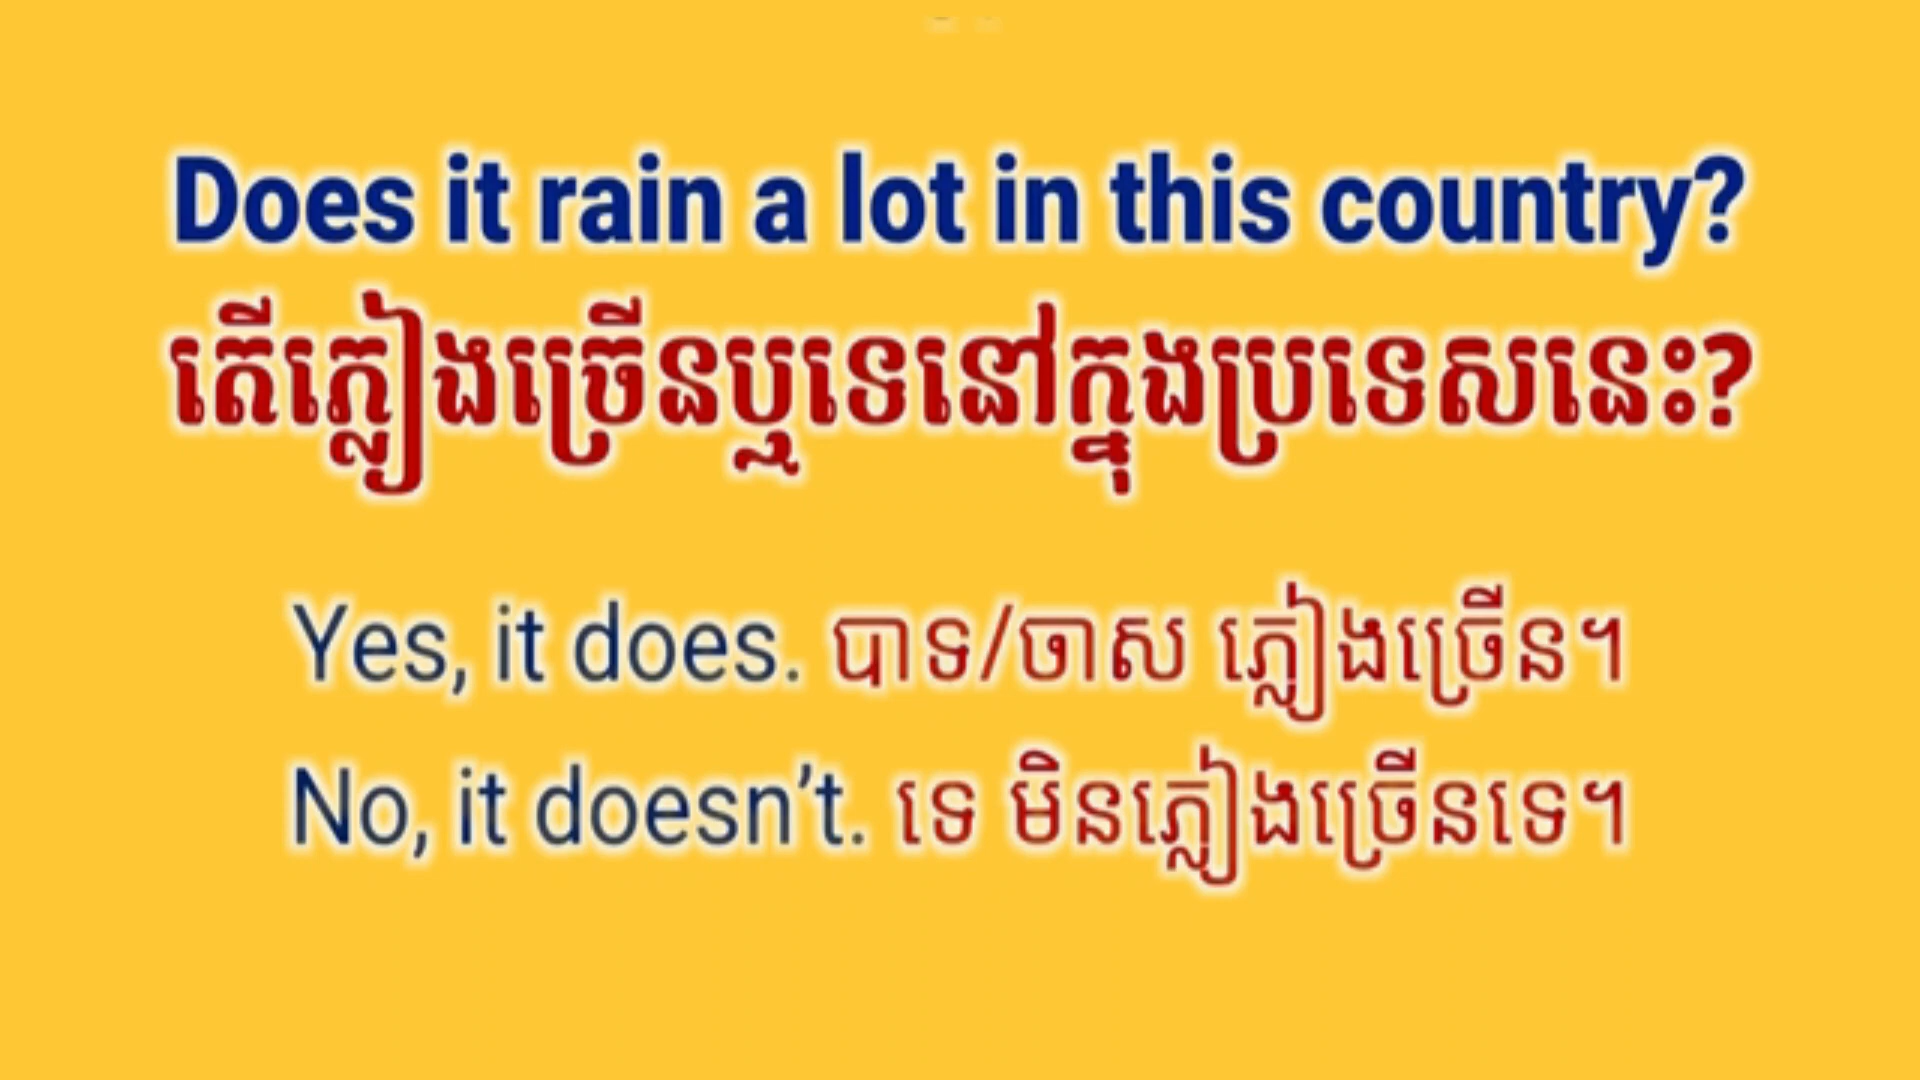 Does it rain a lot in this country?
តើភ្លៀងច្រើនឬទេនៅក្នុងប្រទេសនេះ?
Yes, it does. បាទ/ចាស ភ្លៀងច្រើន។
No, it doesn’t. ទេ មិនភ្លៀងច្រើនទេ។